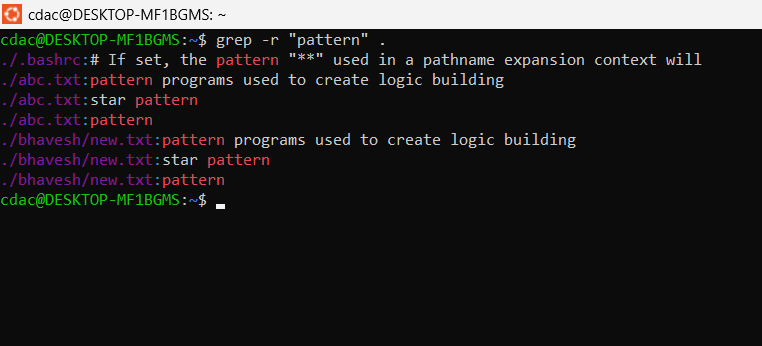 cdac@DESKTOP-MF1BGMS: ~
cdac@DESKTOP-MF1BGMS:~$ grep -r "pattern" .
./.bashrc:# If set, the pattern "**" used in a pathname expansion context will
./abc.txt:pattern programs used to create logic building
./abc.txt:star pattern
./abc.txt:pattern
./bhavesh/new.txt:pattern programs used to create logic building
./bhavesh/new.txt:star pattern
./bhavesh/new.txt:pattern
cdac@DESKTOP-MF1BGMS:~$